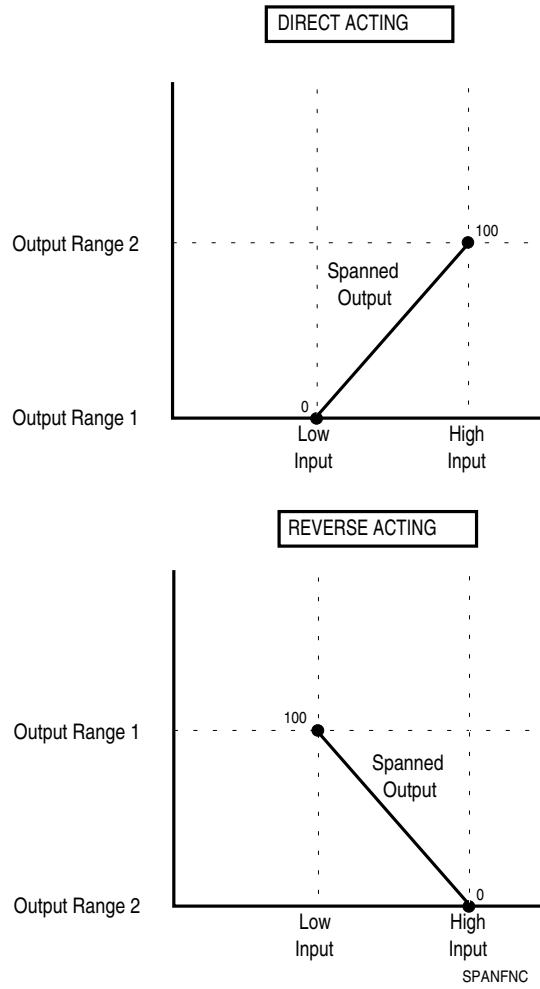 DIRECT ACTING
Output Range 2
100
Spanned
Output
Output Range 1
0
Low
Input
High
Input
REVERSE ACTING
Output Range 1
100
Spanned
Output
Output Range 2
0
Low
Input
High
Input
SPANFNC